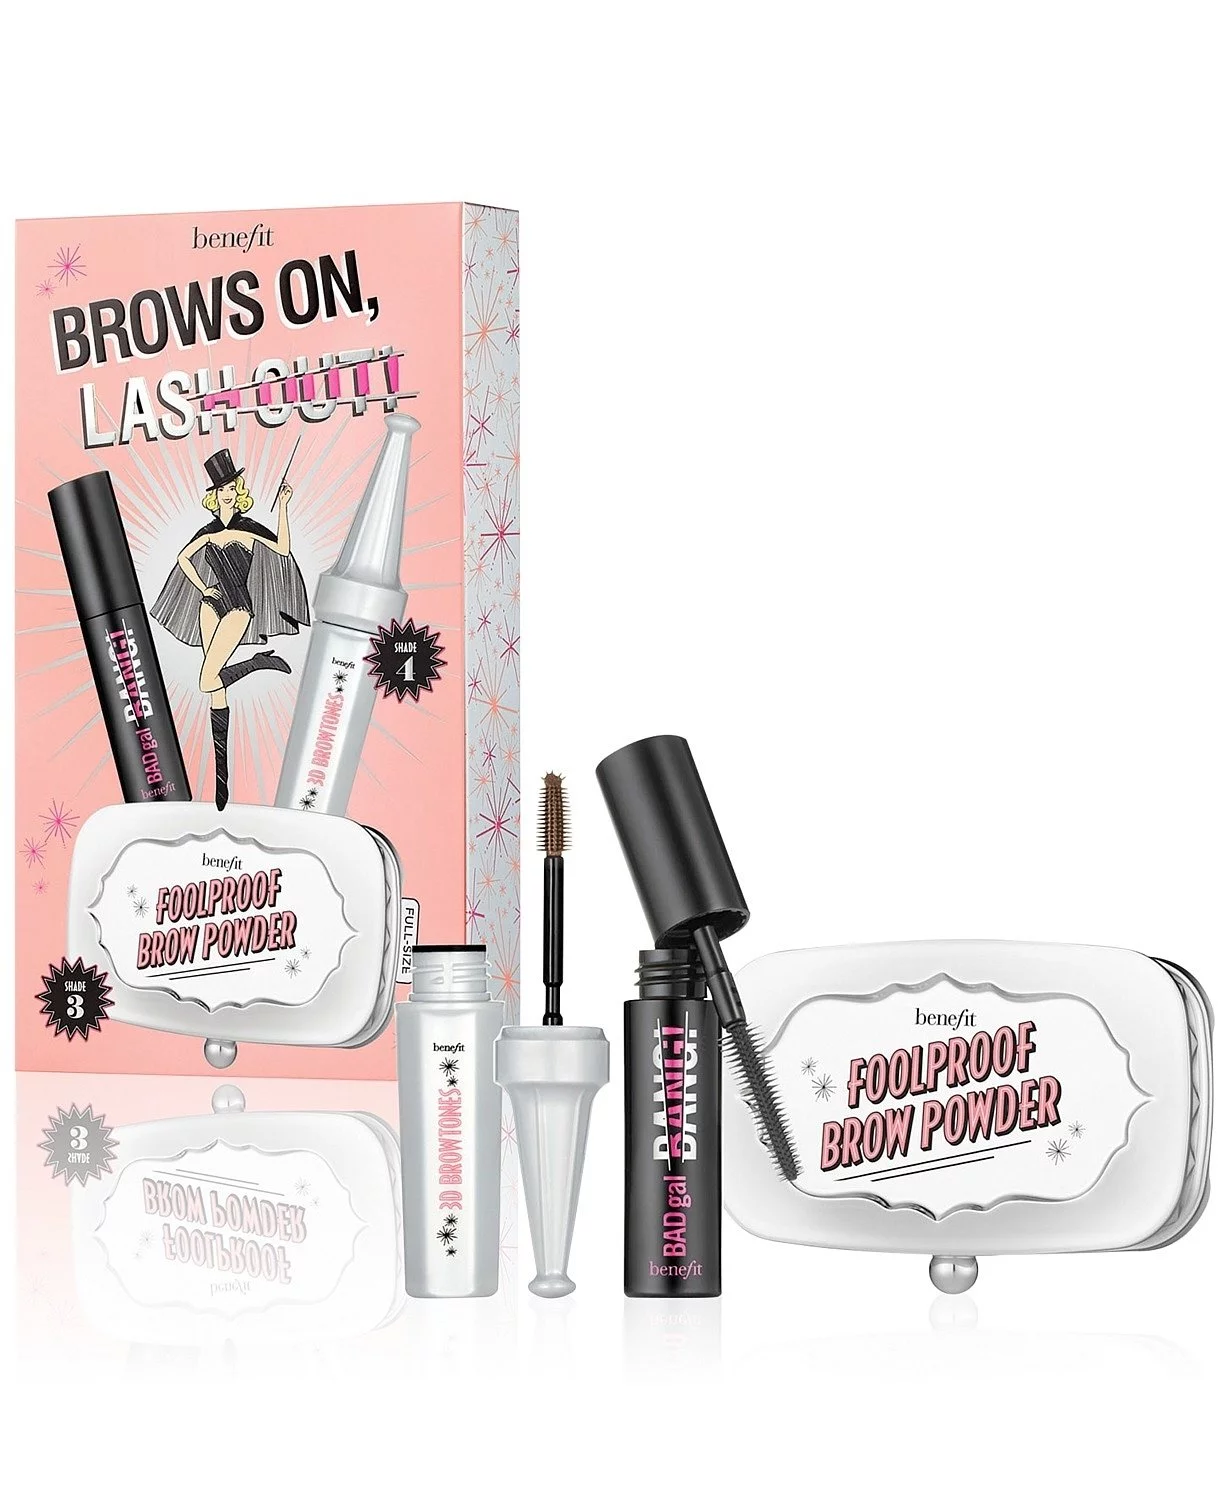 benefit
BROWS ON,
LASH OUT!
BADgal BANG!
benefit
benefit
3D BROWTONES
SHADE
4
benefit
FOOLPROOF
BROW POWDER
FULL-SIZE
SHADE
3
benefit
3D BROWTONES
BADgal BANG!
benefit
benefit
FOOLPROOF
BROW POWDER